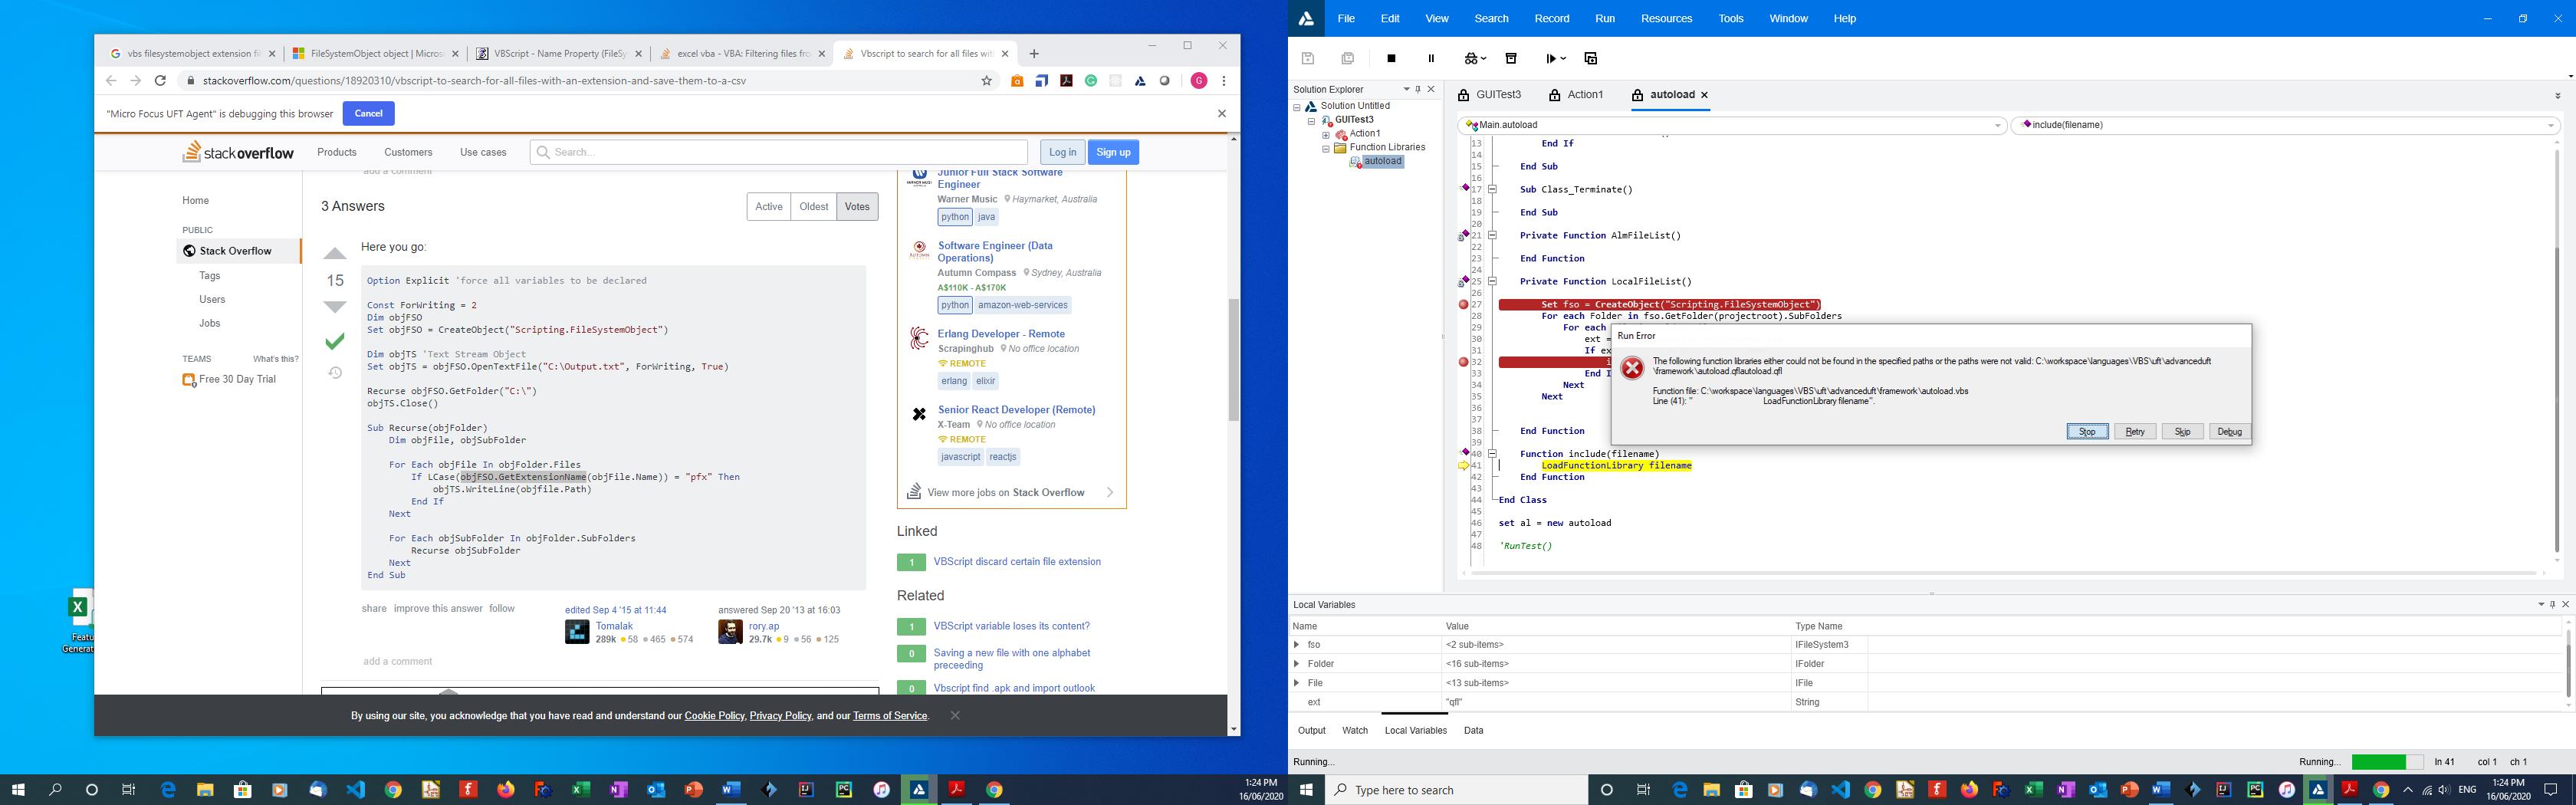 vbs filesystemobject extension fil
FileSystemObject object | Microso
VBScript - Name Property (FileSy
excel vba - VBA: Filtering files fro
Vbscript to search for all files wit
stackoverflow.com/questions/18920310/vbscript-to-search-for-all-files-with-an-extension-and-save-them-to-a-csv
"Micro Focus UFT Agent" is debugging this browser
Cancel
stackoverflow
Products
Customers
Use cases
Search...
Log in
Sign up
add a comment
Home
PUBLIC
Stack Overflow
Tags
Users
Jobs
TEAMS
What's this?
Free 30 Day Trial
3 Answers
Active
Oldest
Votes
15
Here you go:
Option Explicit 'force all variables to be declared
Const ForWriting = 2
Dim objFSO
Set objFSO = CreateObject("Scripting.FileSystemObject")
Dim objTS 'Text Stream Object
Set objTS = objFSO.OpenTextFile("C:\Output.txt", ForWriting, True)
Recurse objFSO.GetFolder("C:\")
objTS.Close()
Sub Recurse(objFolder)
Dim objFile, objSubFolder
For Each objFile In objFolder.Files
If LCase(objFSO.GetExtensionName(objFile.Name)) = "pfx" Then
objTS.WriteLine(objfile.Path)
End If
Next
For Each objSubFolder In objFolder.SubFolders
Recurse objSubFolder
Next
End Sub
share improve this answer follow
edited Sep 4 '15 at 11:44
Tomalak
289k 58 465 574
answered Sep 20 '13 at 16:03
rory.ap
29.7k 9 56 125
add a comment
Junior Full Stack Software
Engineer
Warner Music Haymarket, Australia
python java
Software Engineer (Data
Operations)
Autumn Compass Sydney, Australia
A$110K - A$170K
python amazon-web-services
Erlang Developer - Remote
Scrapinghub No office location
REMOTE
erlang elixir
Senior React Developer (Remote)
X-Team No office location
REMOTE
javascript reactjs
View more jobs on Stack Overflow
Linked
1 VBScript discard certain file extension
Related
1 VBScript variable loses its content?
0 Saving a new file with one alphabet
preceeding
0 Vbscript find .apk and import outlook
By using our site, you acknowledge that you have read and understand our Cookie Policy, Privacy Policy, and our Terms of Service.
Featu
Generat
1:24 PM
16/06/2020
File Edit View Search Record Run Resources Tools Window Help
Solution Explorer
Solution Untitled
GUITest3
Action1
Function Libraries
autoload
GUITest3
Action1
autoload
Main.autoload
include(filename)
13 End If
14
15 End Sub
16
17 Sub Class_Terminate()
18
19 End Sub
20
21 Private Function AlmFileList()
22
23 End Function
24
25 Private Function LocalFileList()
26
27 Set fso = CreateObject("Scripting.FileSystemObject")
28 For each Folder in fso.GetFolder(projectroot).SubFolders
29 For each
30 ext =
31 If ex
32
33 End I
34 Next
35 Next
36
37
38 End Function
39
40 Function include(filename)
41 LoadFunctionLibrary filename
42 End Function
43
44 End Class
45
46 set al = new autoload
47
48 'RunTest()
Run Error
The following function libraries either could not be found in the specified paths or the paths were not valid: C:\workspace\languages\VBS\uft\advanceduft
\framework\autoload.qflautoload.qfl
Function file: C:\workspace\languages\VBS\uft\advanceduft\framework\autoload.vbs
Line (41): " LoadFunctionLibrary filename".
Stop
Retry
Skip
Debug
Local Variables
Name Value Type Name
fso <2 sub-items> IFileSystem3
Folder <16 sub-items> IFolder
File <13 sub-items> IFile
ext "qfl" String
Output Watch Local Variables Data
Running...
Running... ln 41 col 1 ch 1
Type here to search
ENG
1:24 PM
16/06/2020